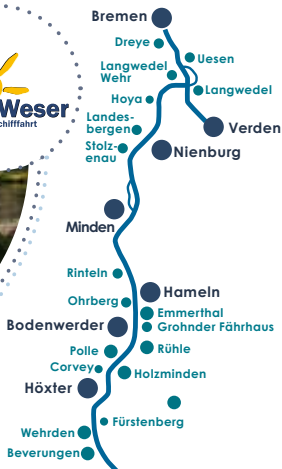 Bremen
Dreye
Uesen
Langwedel
Wehr
Langwedel
Hoya
Verden
Landes-
bergen
Stolz-
enau
Nienburg
Weser
schifffahrt
Minden
Rinteln
Hameln
Ohrberg
Emmerthal
Bodenwerder
Grohnder Fährhaus
Polle
Rühle
Corvey
Holzminden
Höxter
Fürstenberg
Wehrden
Beverungen